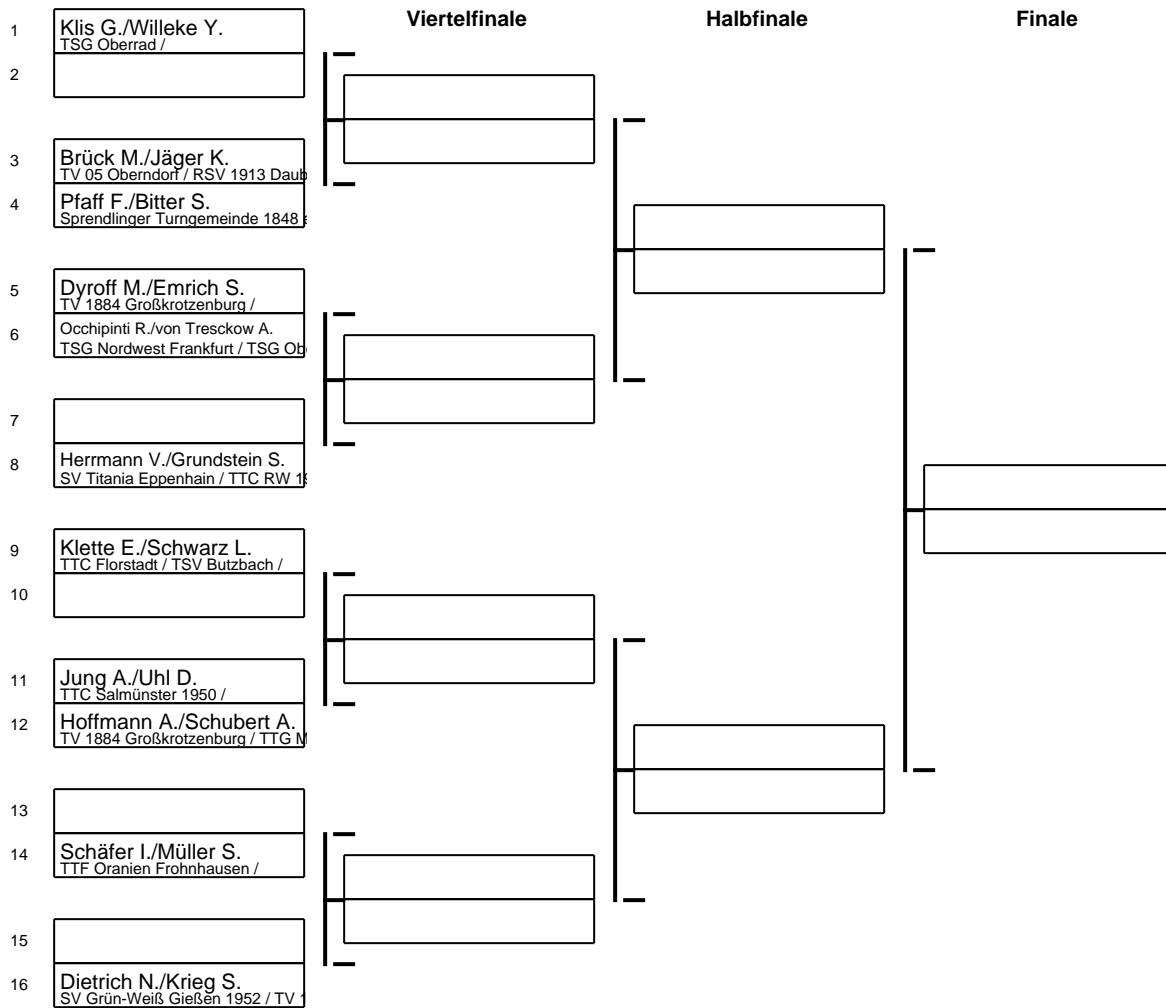 Viertelfinale Halbfinale Finale
1 Klis G./Willeke Y.
TSG Oberrad /
2
3 Brück M./Jäger K.
TV 05 Oberndorf / RSV 1913 Daub
4 Pfaff F./Bitter S.
Sprendlinger Turngemeinde 1848
5 Dyroff M./Emrich S.
TV 1884 Großkrotzenburg /
6 Occhipinti R./von Tresckow A.
TSG Nordwest Frankfurt / TSG Ob
7
8 Herrmann V./Grundstein S.
SV Titania Eppenhain / TTC RW 19
9 Klette E./Schwarz L.
TTC Florstadt / TSV Butzbach /
10
11 Jung A./Uhl D.
TTC Salmünster 1950 /
12 Hoffmann A./Schubert A.
TV 1884 Großkrotzenburg / TTG M
13
14 Schäfer I./Müller S.
TTF Oranien Frohnhausen /
15
16 Dietrich N./Krieg S.
SV Grün-Weiß Gießen 1952 / TV 1